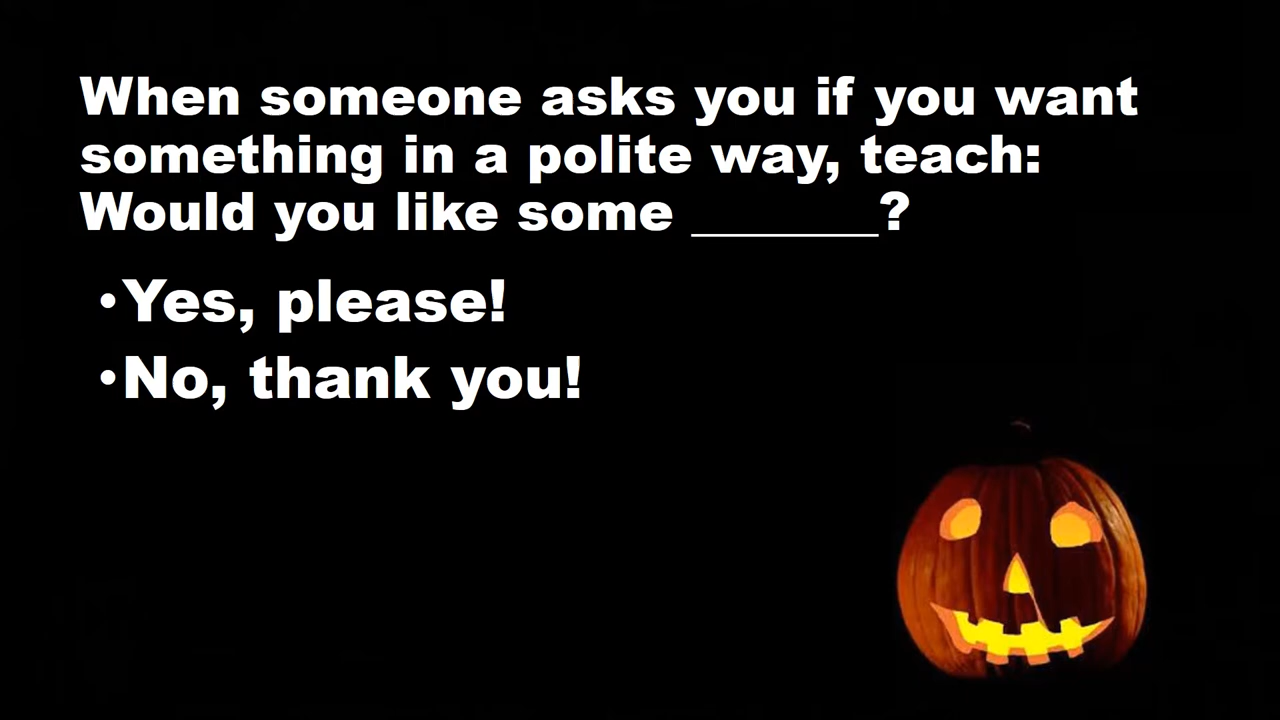 When someone asks you if you want
something in a polite way, teach:
Would you like some _______?
•Yes, please!
•No, thank you!